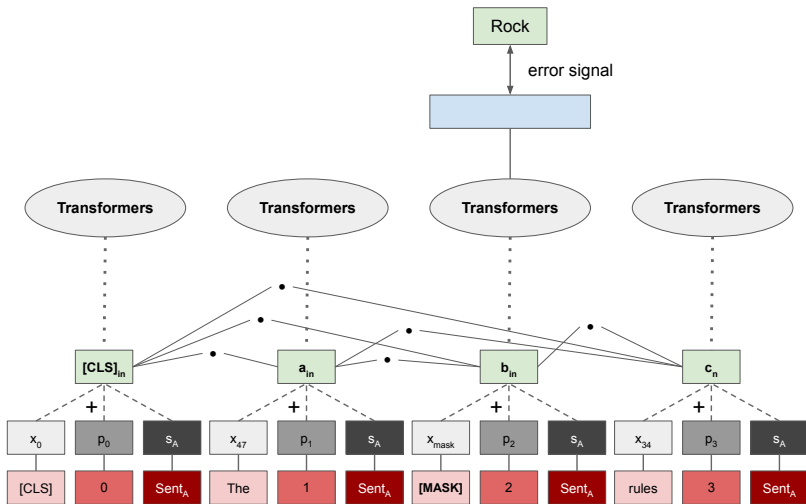 Rock
error signal
Transformers Transformers Transformers Transformers
[CLS]in ain bin cn
+ + + +
x0 p0 sA x47 p1 sA xmask p2 sA x34 p3 sA
[CLS] 0 SentA The 1 SentA [MASK] 2 SentA rules 3 SentA